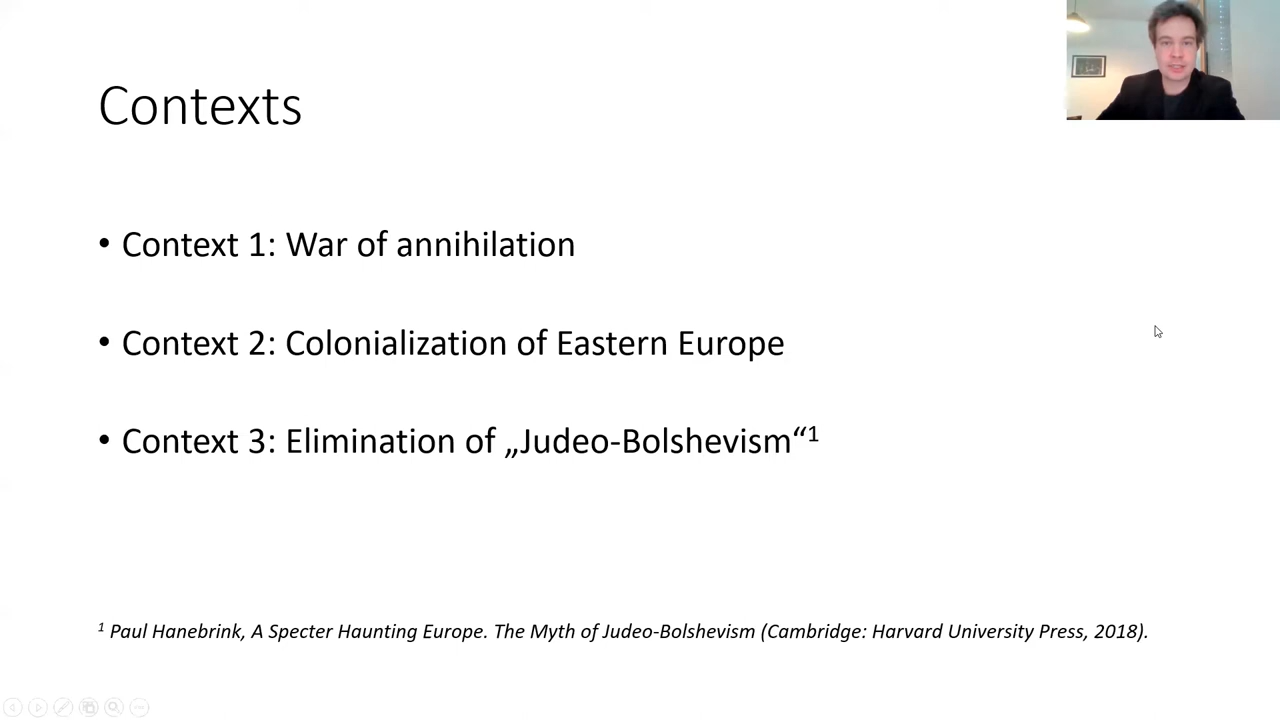 Contexts
• Context 1: War of annihilation
• Context 2: Colonialization of Eastern Europe
• Context 3: Elimination of „Judeo-Bolshevism“¹
¹ Paul Hanebrink, A Specter Haunting Europe. The Myth of Judeo-Bolshevism (Cambridge: Harvard University Press, 2018).